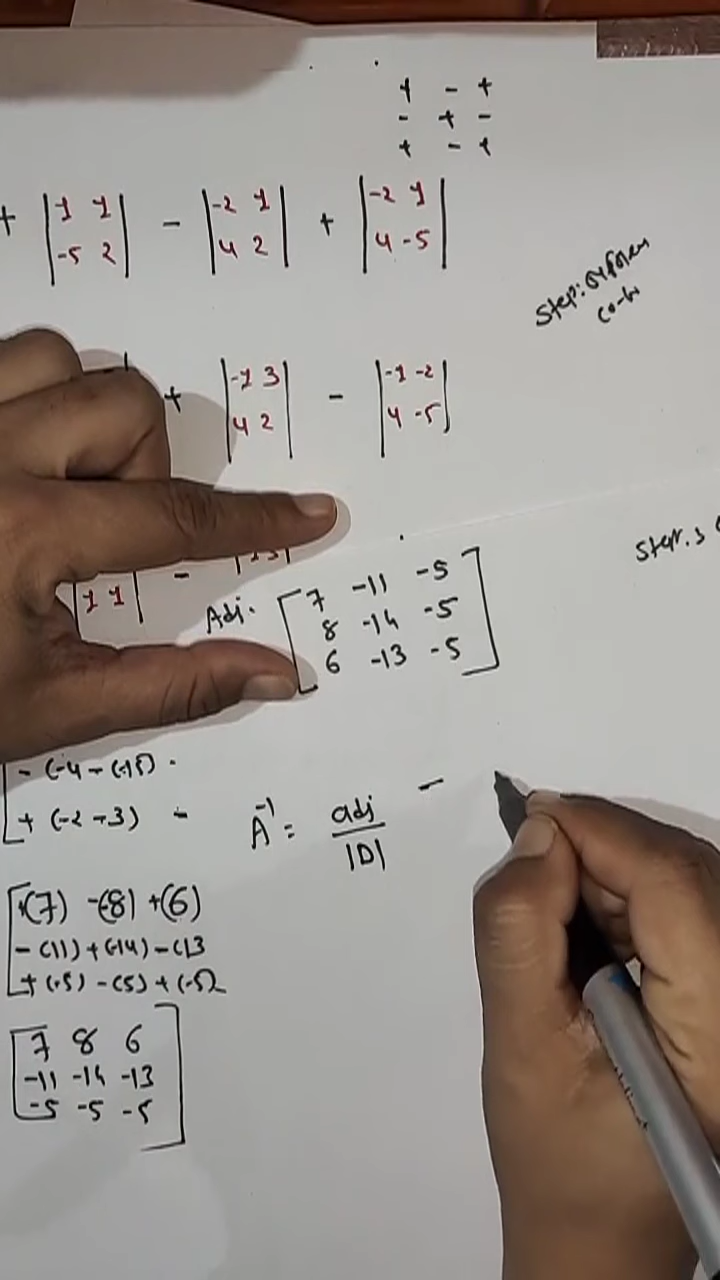 + - +
- + -
+ - +
+ |1 1| - |-2 1| + |-2 1|
|-5 2| |4 2| |4 -5|
Step:
co-
+ |-1 3| - |-1 -2|
|4 2| |4 -5|
Step.3
|1 1| -
Adj. [7 -11 -5
8 -14 -5
6 -13 -5]
- (-4-(-15)
+ (-2-3) -
A⁻¹ = adj / |D| -
[+(7) -(-8) +(6)
-(11)+(-14)-(13
+(-5)-(5)+(-5)
[7 8 6
-11 -14 -13
-5 -5 -5]